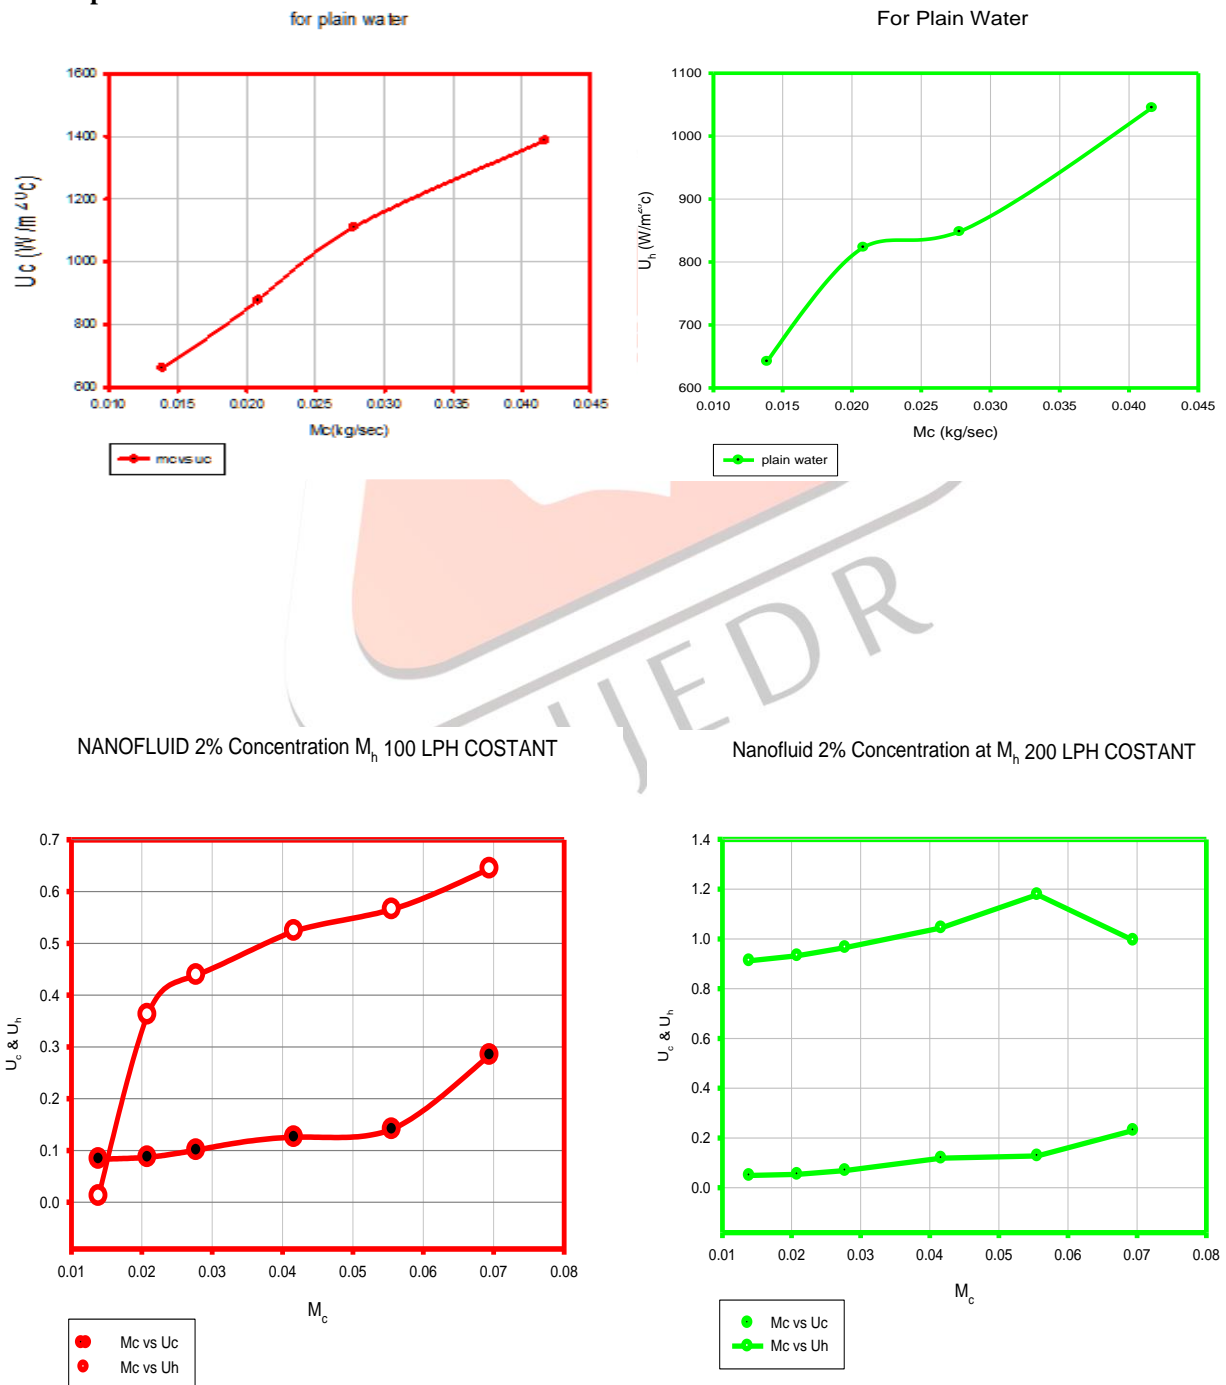 for plain water
1600
1400
1200
1000
800
600
0.010 0.015 0.020 0.025 0.030 0.035 0.040 0.045
Uc (W/m 20c)
Mc(kg/sec)
mc vs uc
For Plain Water
1100
1000
900
800
700
600
0.010 0.015 0.020 0.025 0.030 0.035 0.040 0.045
Uh (W/m20c)
Mc (kg/sec)
plain water
IJEDR
NANOFLUID 2% Concentration Mh 100 LPH COSTANT
0.7
0.6
0.5
0.4
0.3
0.2
0.1
0.0
0.01 0.02 0.03 0.04 0.05 0.06 0.07 0.08
Uc & Uh
Mc
Mc vs Uc
Mc vs Uh
Nanofluid 2% Concentration at Mh 200 LPH COSTANT
1.4
1.2
1.0
0.8
0.6
0.4
0.2
0.0
0.01 0.02 0.03 0.04 0.05 0.06 0.07 0.08
Uc & Uh
Mc
Mc vs Uc
Mc vs Uh